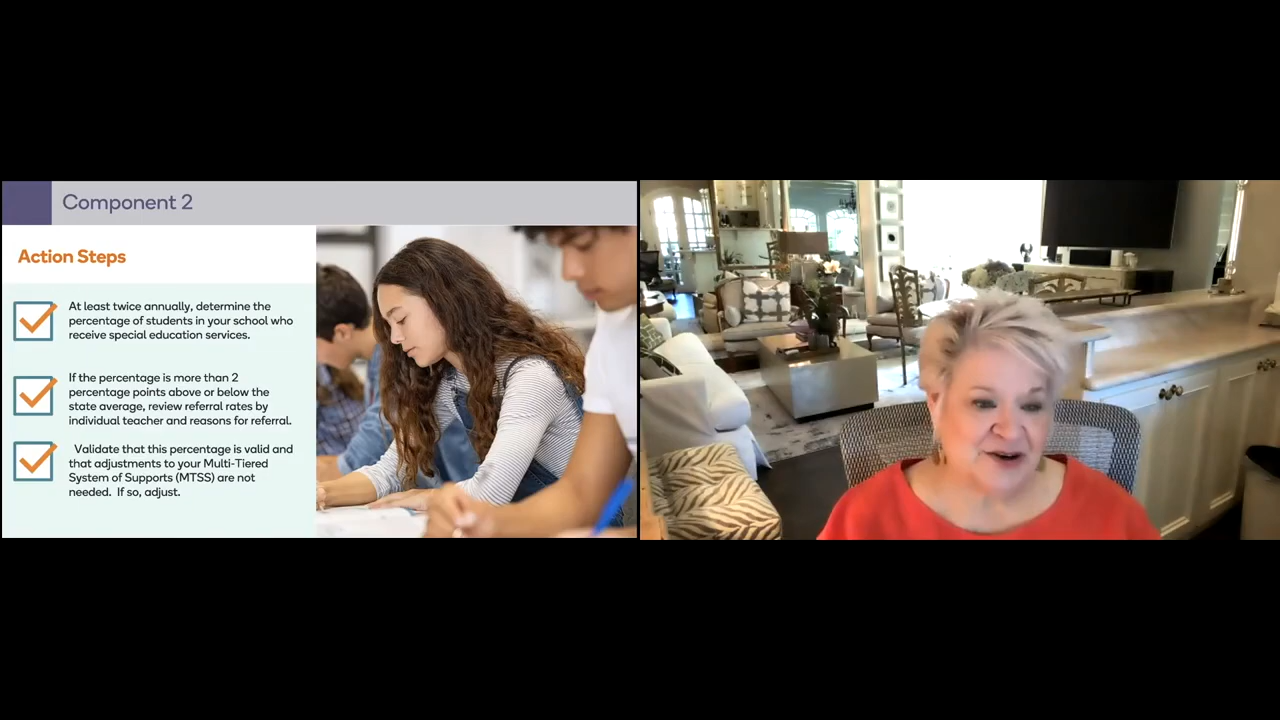 Component 2
Action Steps
At least twice annually, determine the
percentage of students in your school who
receive special education services.
If the percentage is more than 2
percentage points above or below the
state average, review referral rates by
individual teacher and reasons for referral.
Validate that this percentage is valid and
that adjustments to your Multi-Tiered
System of Supports (MTSS) are not
needed.  If so, adjust.